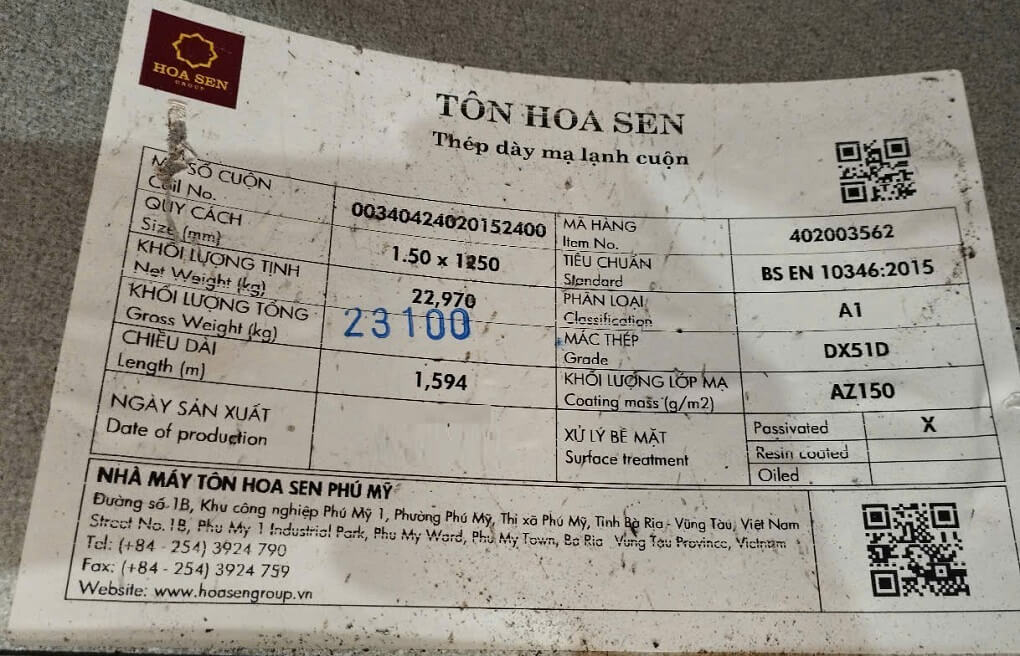 HOA SEN
GROUP
TÔN HOA SEN
Thép dày mạ lạnh cuộn
SỐ CUỘN
Coil No.
00340424020152400
MÃ HÀNG
Item No.
402003562
QUY CÁCH
Size (mm)
1.50 x 1250
TIÊU CHUẨN
Standard
BS EN 10346:2015
KHỐI LƯỢNG TỊNH
Net Weight (kg)
22,970
PHÂN LOẠI
Classification
A1
KHỐI LƯỢNG TỔNG
Gross Weight (kg)
23100
MÁC THÉP
Grade
DX51D
CHIỀU DÀI
Length (m)
1,594
KHỐI LƯỢNG LỚP MẠ
Coating mass (g/m2)
AZ150
NGÀY SẢN XUẤT
Date of production
XỬ LÝ BỀ MẶT
Surface treatment
Passivated X
Resin coated
Oiled
NHÀ MÁY TÔN HOA SEN PHÚ MỸ
Đường số 1B, Khu công nghiệp Phú Mỹ 1, Phường Phú Mỹ, Thị xã Phú Mỹ, Tỉnh Bà Rịa - Vũng Tàu, Việt Nam
Street No. 1B, Phu My 1 Industrial Park, Phu My Ward, Phu My Town, Ba Ria Vung Tau Province, Vietnam
Tel: (+84 - 254) 3924 790
Fax: (+84 - 254) 3924 759
Website: www.hoasengroup.vn